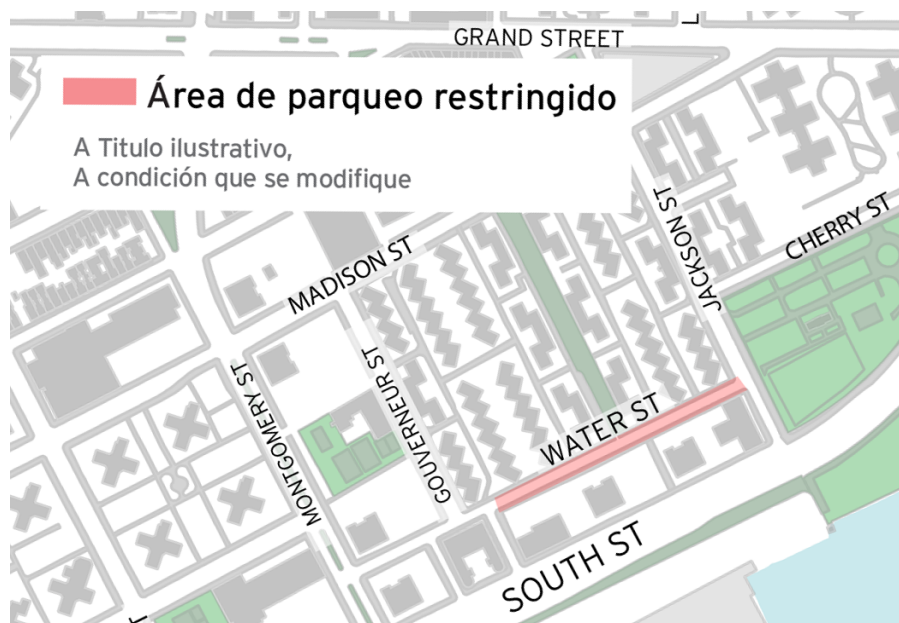 GRAND STREET
Área de parqueo restringido
A Titulo ilustrativo,
A condición que se modifique
JACKSON ST
CHERRY ST
MADISON ST
GOUVERNEUR ST
MONTGOMERY ST
WATER ST
SOUTH ST